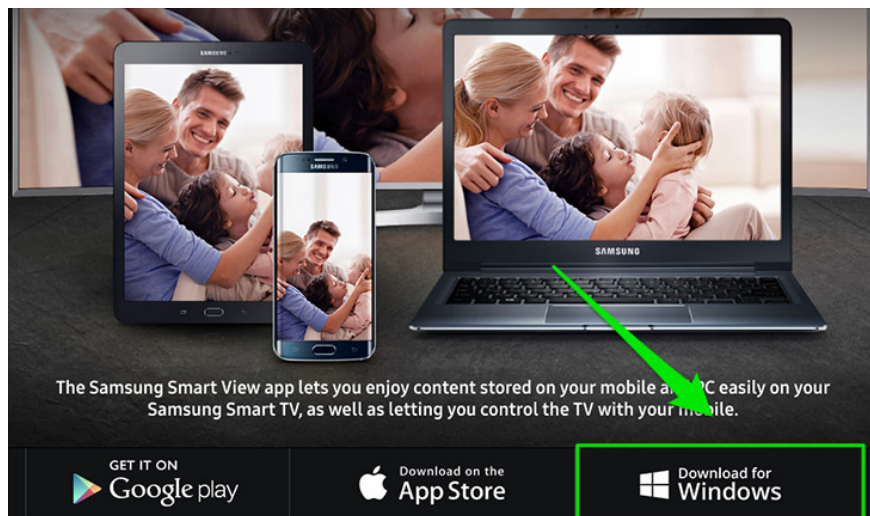 SAMSUNG
SAMSUNG
SAMSUNG
The Samsung Smart View app lets you enjoy content stored on your mobile PC easily on your
Samsung Smart TV, as well as letting you control the TV with your mobile.
GET IT ON
Google play
Download on the
App Store
Download for
Windows